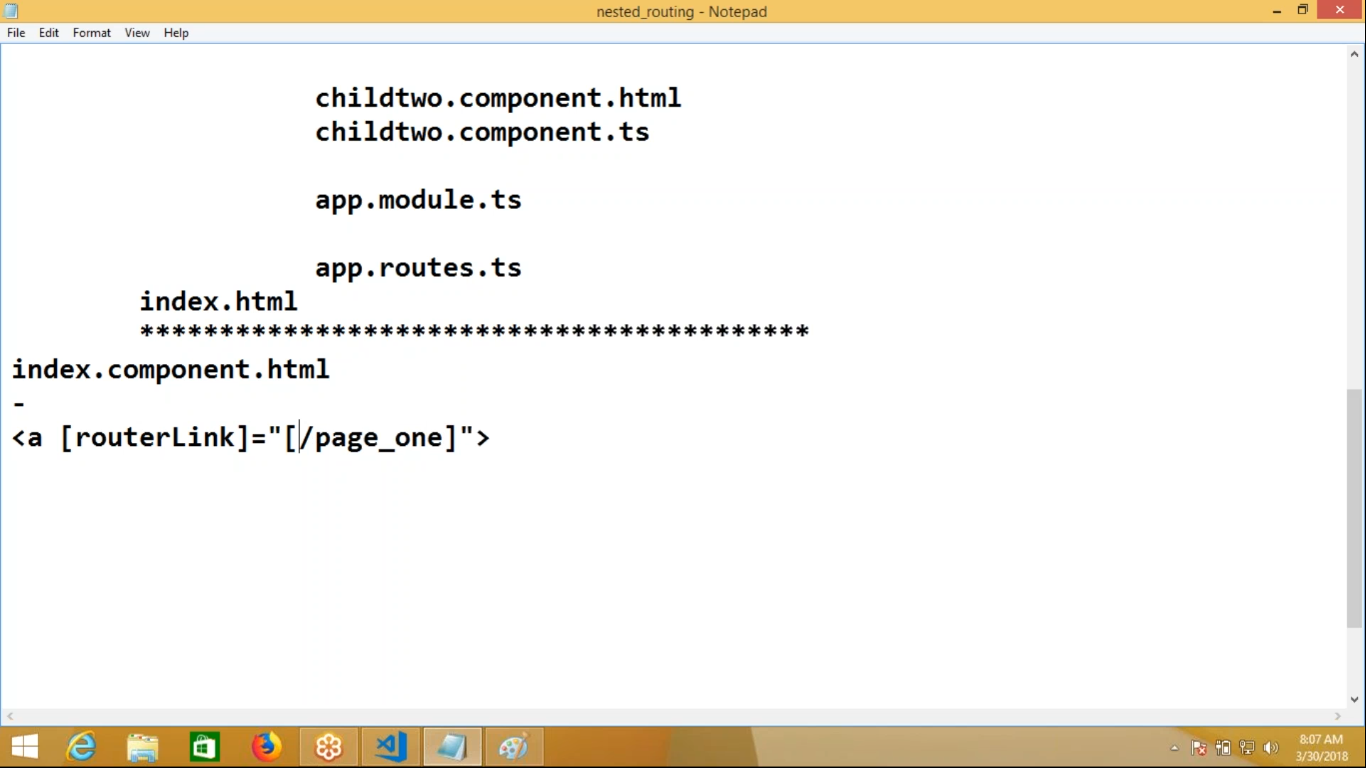 nested_routing - Notepad
File Edit Format View Help
childtwo.component.html
childtwo.component.ts
app.module.ts
app.routes.ts
index.html
******************************************
index.component.html
-
<a [routerLink]="[/page_one]">
8:07 AM
3/30/2018